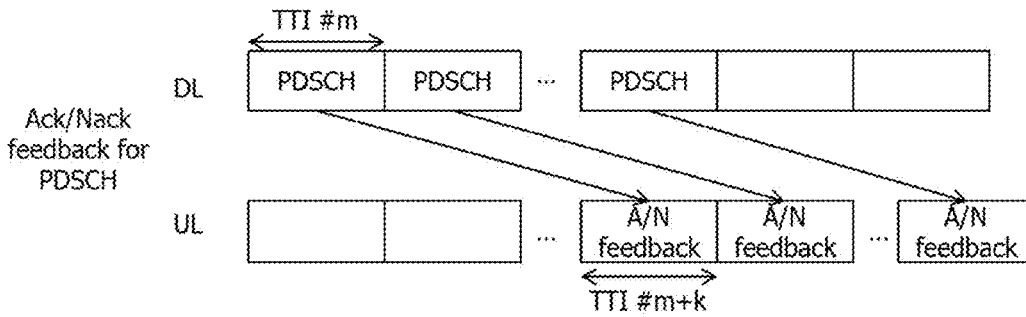 TTI #m
Ack/Nack
feedback for
PDSCH
DL
PDSCH
PDSCH
...
PDSCH
UL
...
A/N
feedback
A/N
feedback
...
A/N
feedback
TTI #m+k